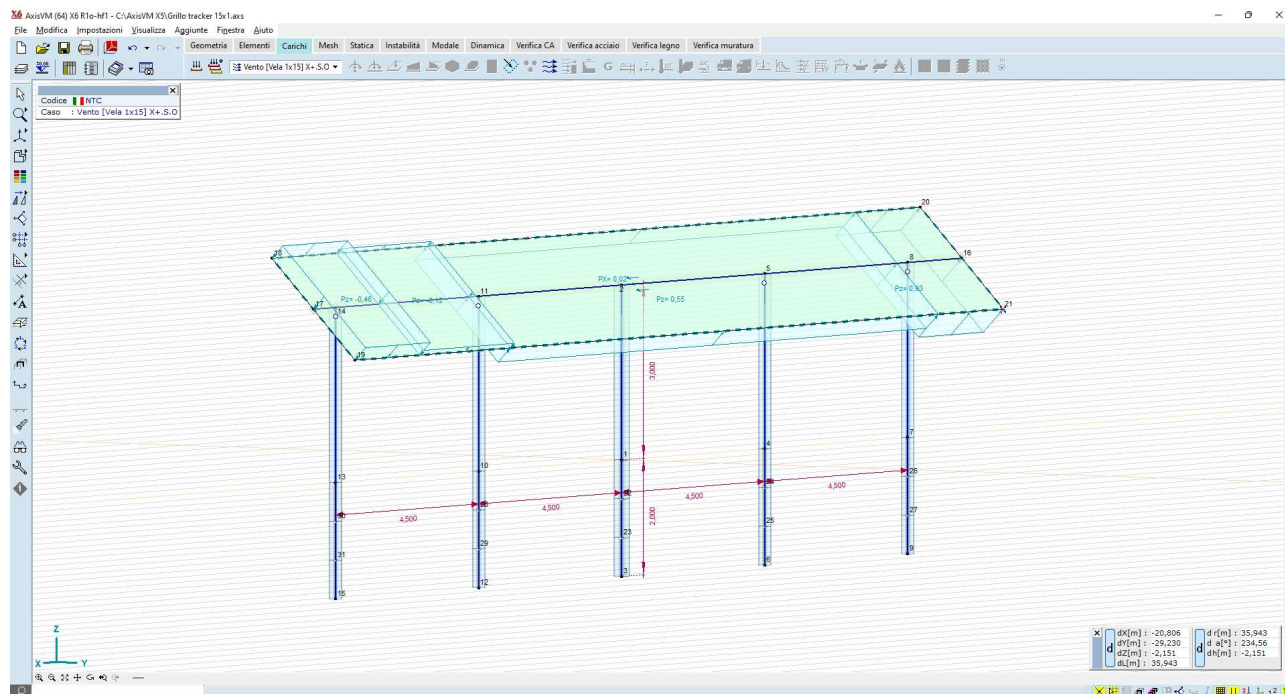 X6 AxisVM (64) X6 R1o-hf1 - C:\AxisVM X5\Grillo tracker 15x1.axs
File Modifica Impostazioni Visualizza Aggiunte Finestra Aiuto
Geometria Elementi Carichi Mesh Statica Instabilità Modale Dinamica Verifica CA Verifica acciaio Verifica legno Verifica muratura
Vento [Vela 1x15] X+.S.O
Codice NTC
Caso : Vento [Vela 1x15] X+.S.O
20
18
16
5
8
PX= 0,02
2
11
17
14
Pz= -0,46
Pz= -0,12
Pz= 0,55
Pz= 0,93
21
19
3,000
7
4
1
10
13
26
4,500
4,500
4,500
4,500
2,000
27
25
23
29
31
9
6
3
12
15
Z
X
Y
dX[m] : -20,806
dY[m] : -29,230
dZ[m] : -2,151
dL[m] : 35,943
d
d r[m] : 35,943
d a[°] : 234,56
dh[m] : -2,151
d